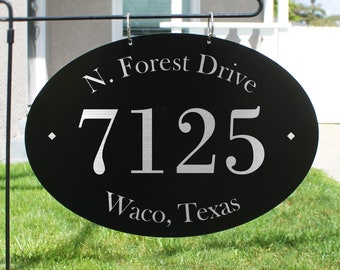 N. Forest Drive
7125
Waco, Texas